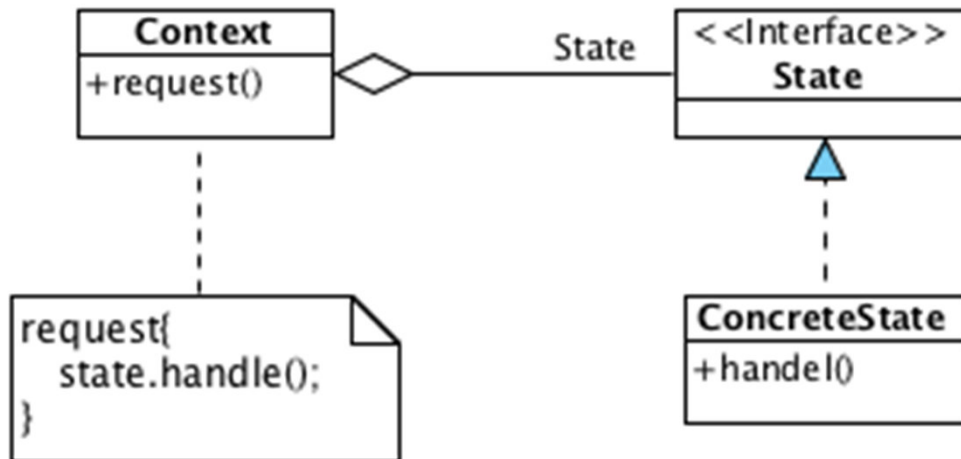 Context
+request()
State
<<Interface>>
State
request{
state.handle();
}
ConcreteState
+handel()